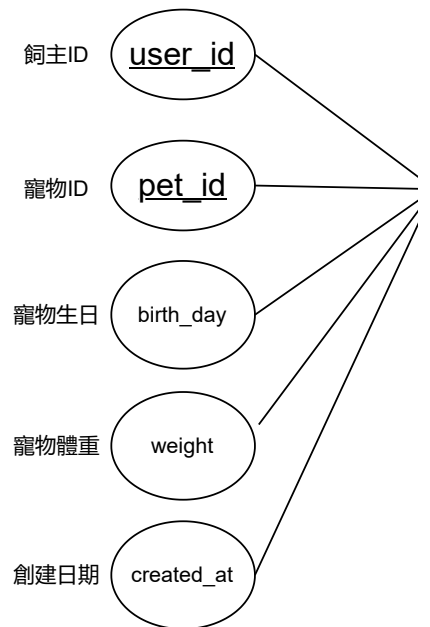 飼主ID user_id
寵物ID pet_id
寵物生日 birth_day
寵物體重 weight
創建日期 created_at